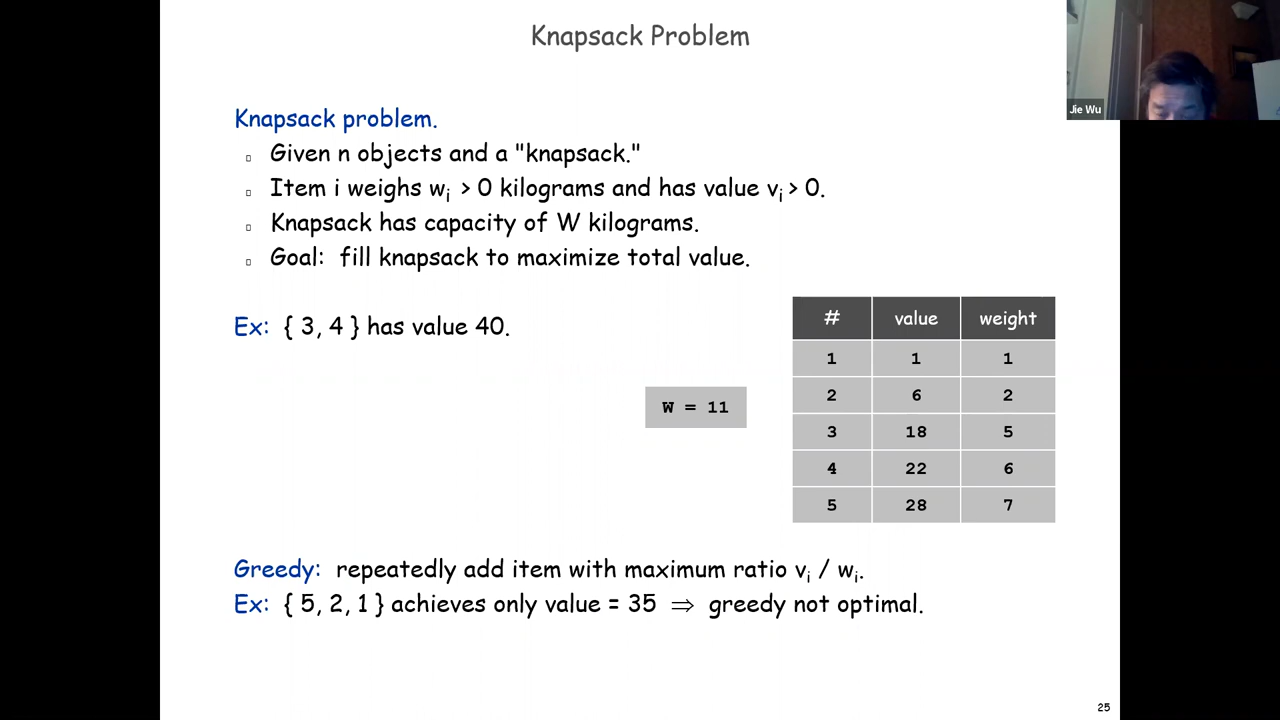 Knapsack Problem
Jie Wu
Knapsack problem.
Given n objects and a "knapsack."
Item i weighs wi > 0 kilograms and has value vi > 0.
Knapsack has capacity of W kilograms.
Goal: fill knapsack to maximize total value.
Ex: { 3, 4 } has value 40.
W = 11
# value weight
1 1 1
2 6 2
3 18 5
4 22 6
5 28 7
Greedy: repeatedly add item with maximum ratio vi / wi.
Ex: { 5, 2, 1 } achieves only value = 35 ⇒ greedy not optimal.
25